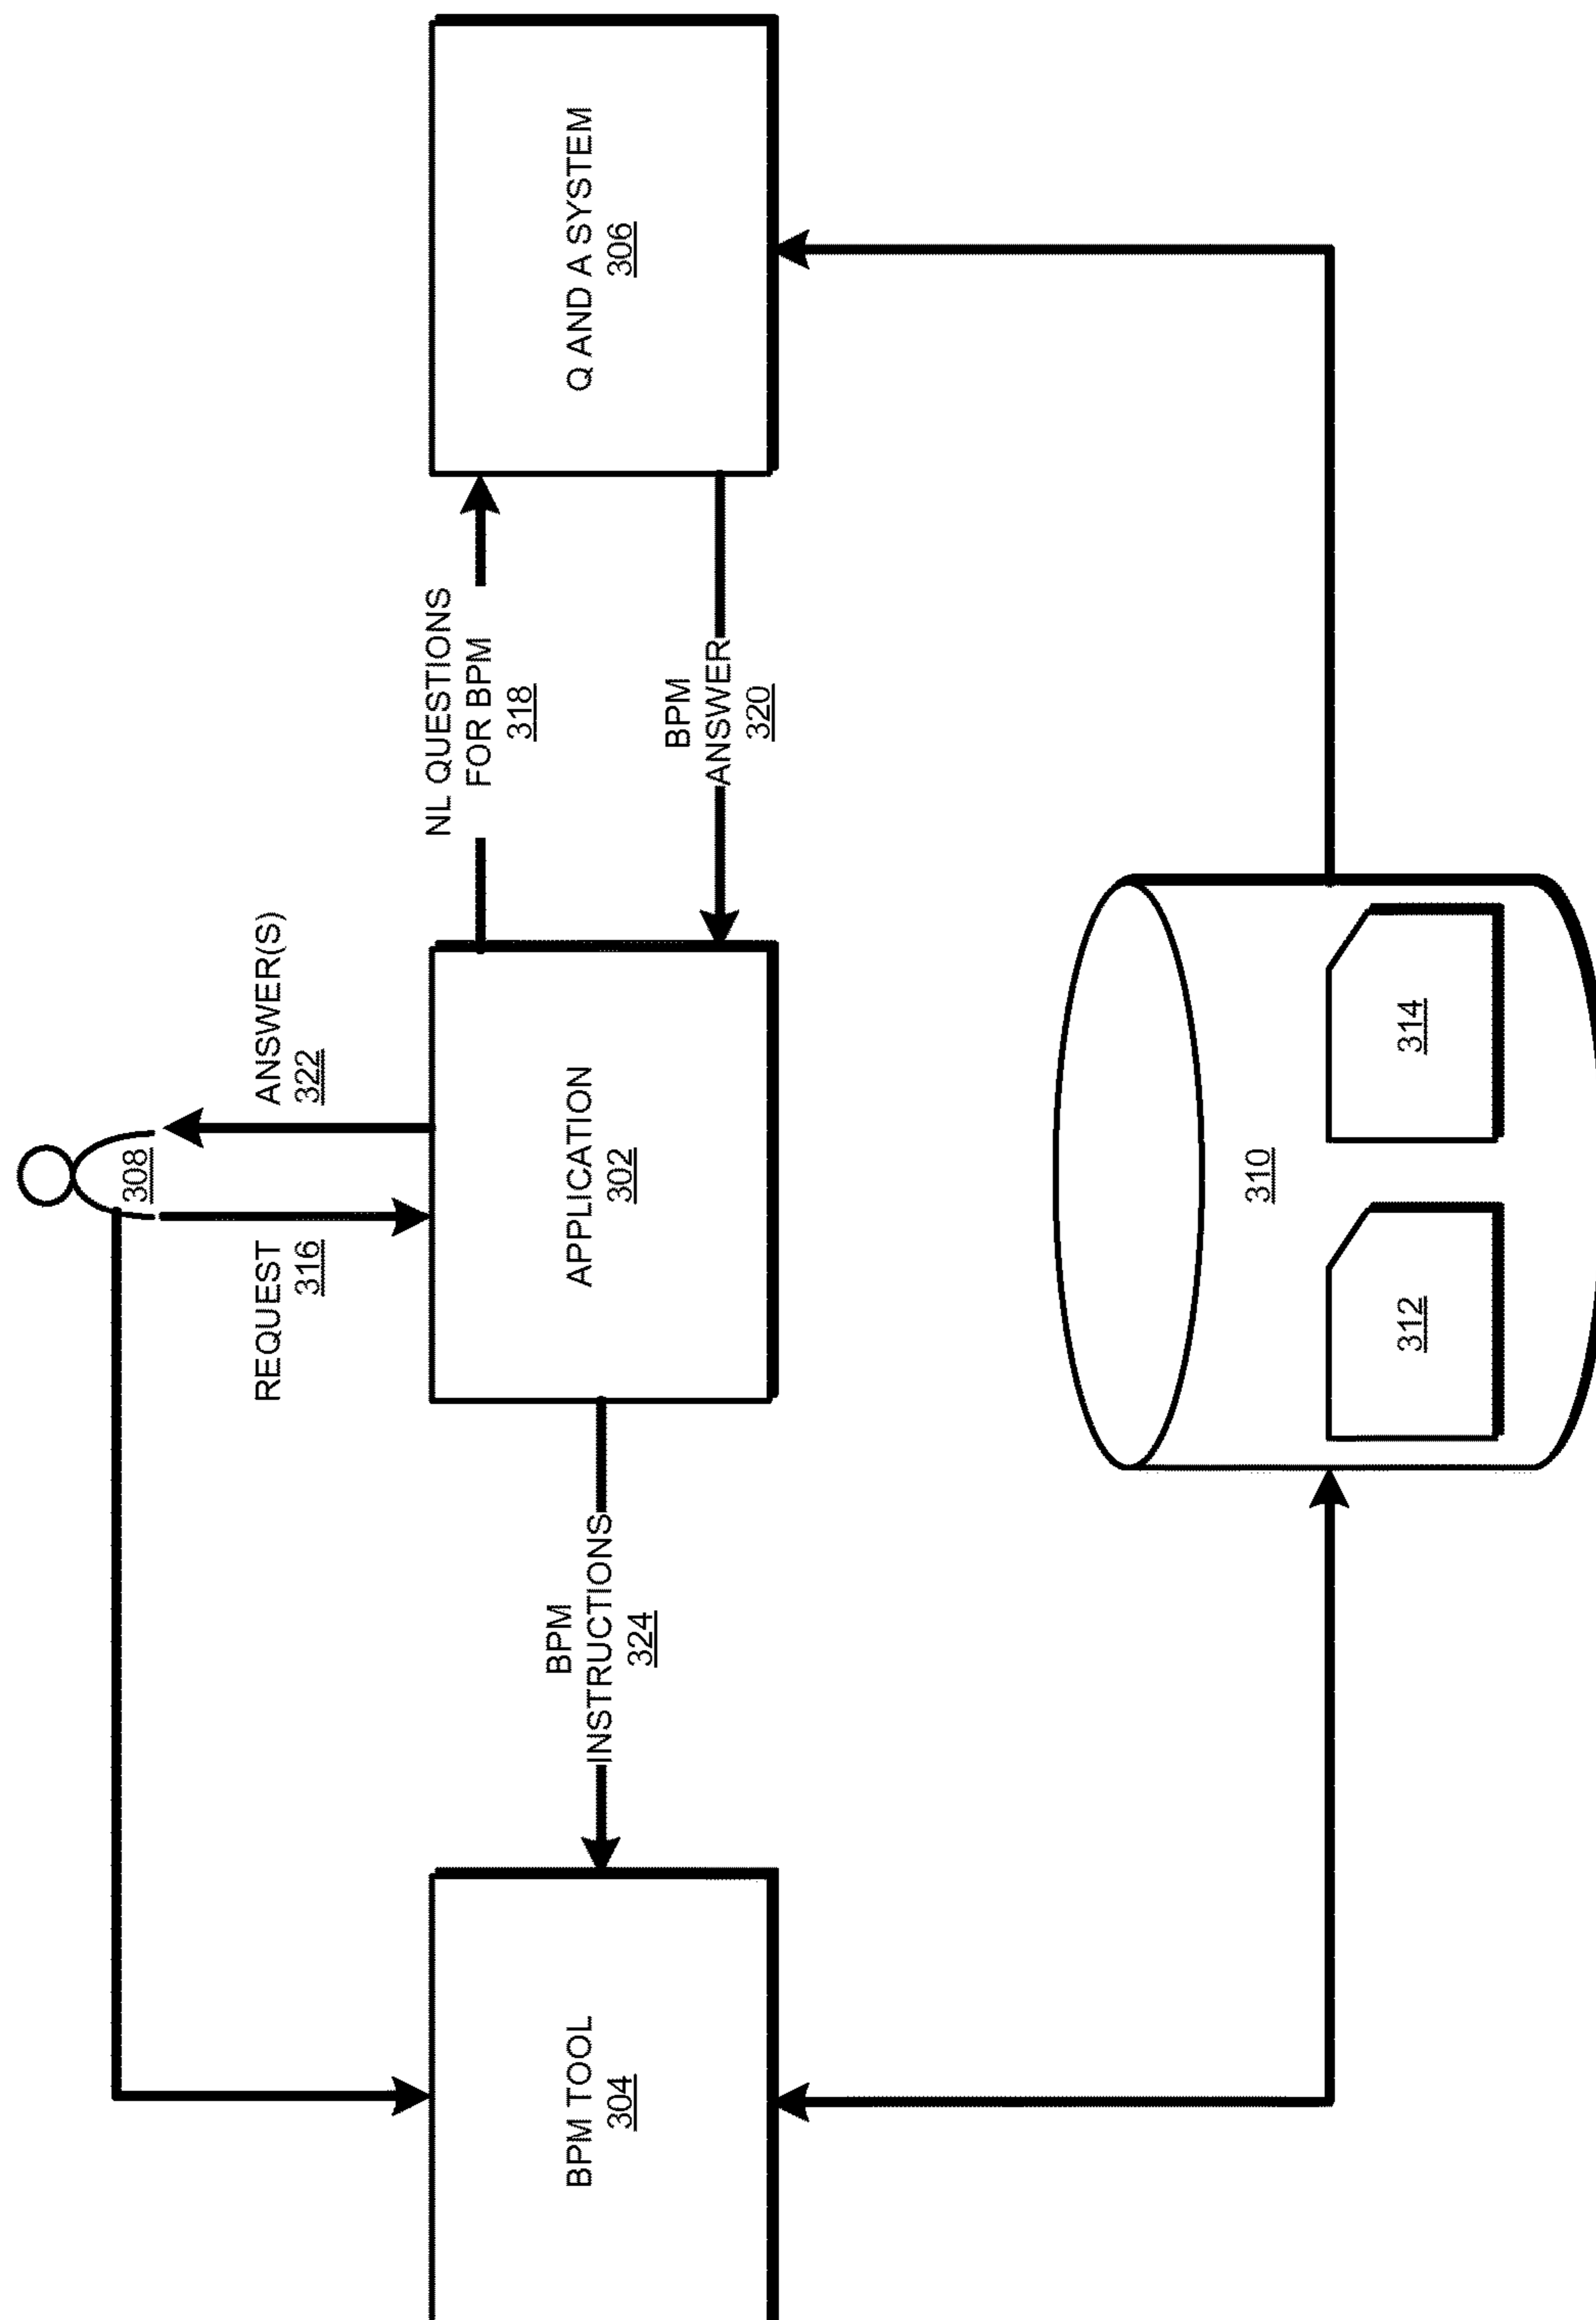 308
REQUEST
316
ANSWER(S)
322
BPM TOOL
304
BPM
INSTRUCTIONS
324
APPLICATION
302
NL QUESTIONS
FOR BPM
318
BPM
ANSWER
320
Q AND A SYSTEM
306
310
312
314